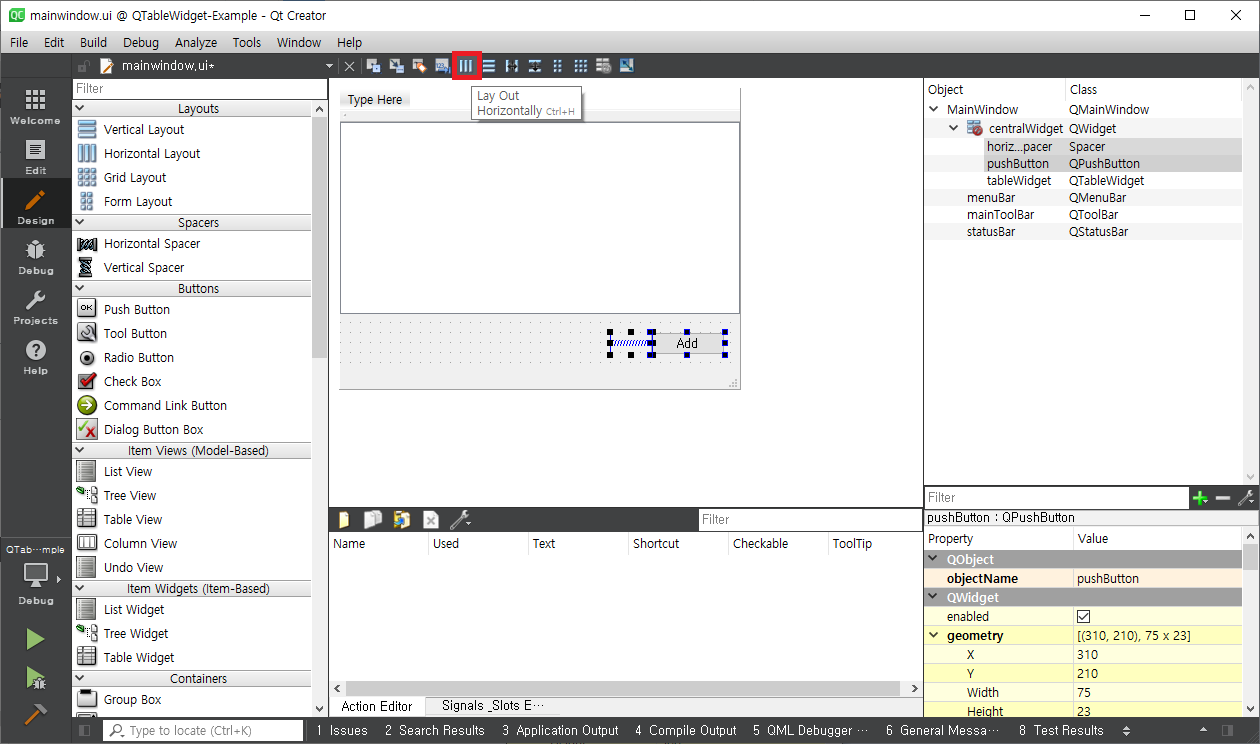 QC mainwindow.ui @ QTableWidget-Example - Qt Creator
File Edit Build Debug Analyze Tools Window Help
mainwindow.ui*
Welcome
Edit
Design
Debug
Projects
Help
QTab···mple
Debug
Filter
Layouts
Vertical Layout
Horizontal Layout
Grid Layout
Form Layout
Spacers
Horizontal Spacer
Vertical Spacer
Buttons
OK Push Button
Tool Button
Radio Button
Check Box
Command Link Button
Dialog Button Box
Item Views (Model-Based)
List View
Tree View
Table View
Column View
Undo View
Item Widgets (Item-Based)
List Widget
Tree Widget
Table Widget
Containers
Group Box
Type Here
Lay Out
Horizontally Ctrl+H
Add
Filter
Name Used Text Shortcut Checkable ToolTip
Action Editor Signals _Slots E···
Object Class
MainWindow QMainWindow
centralWidget QWidget
horiz...pacer Spacer
pushButton QPushButton
tableWidget QTableWidget
menuBar QMenuBar
mainToolBar QToolBar
statusBar QStatusBar
Filter
pushButton : QPushButton
Property Value
QObject
objectName pushButton
QWidget
enabled
geometry [(310, 210), 75 x 23]
X 310
Y 210
Width 75
Height 23
Type to locate (Ctrl+K) 1 Issues 2 Search Results 3 Application Output 4 Compile Output 5 QML Debugger ··· 6 General Messa··· 8 Test Results